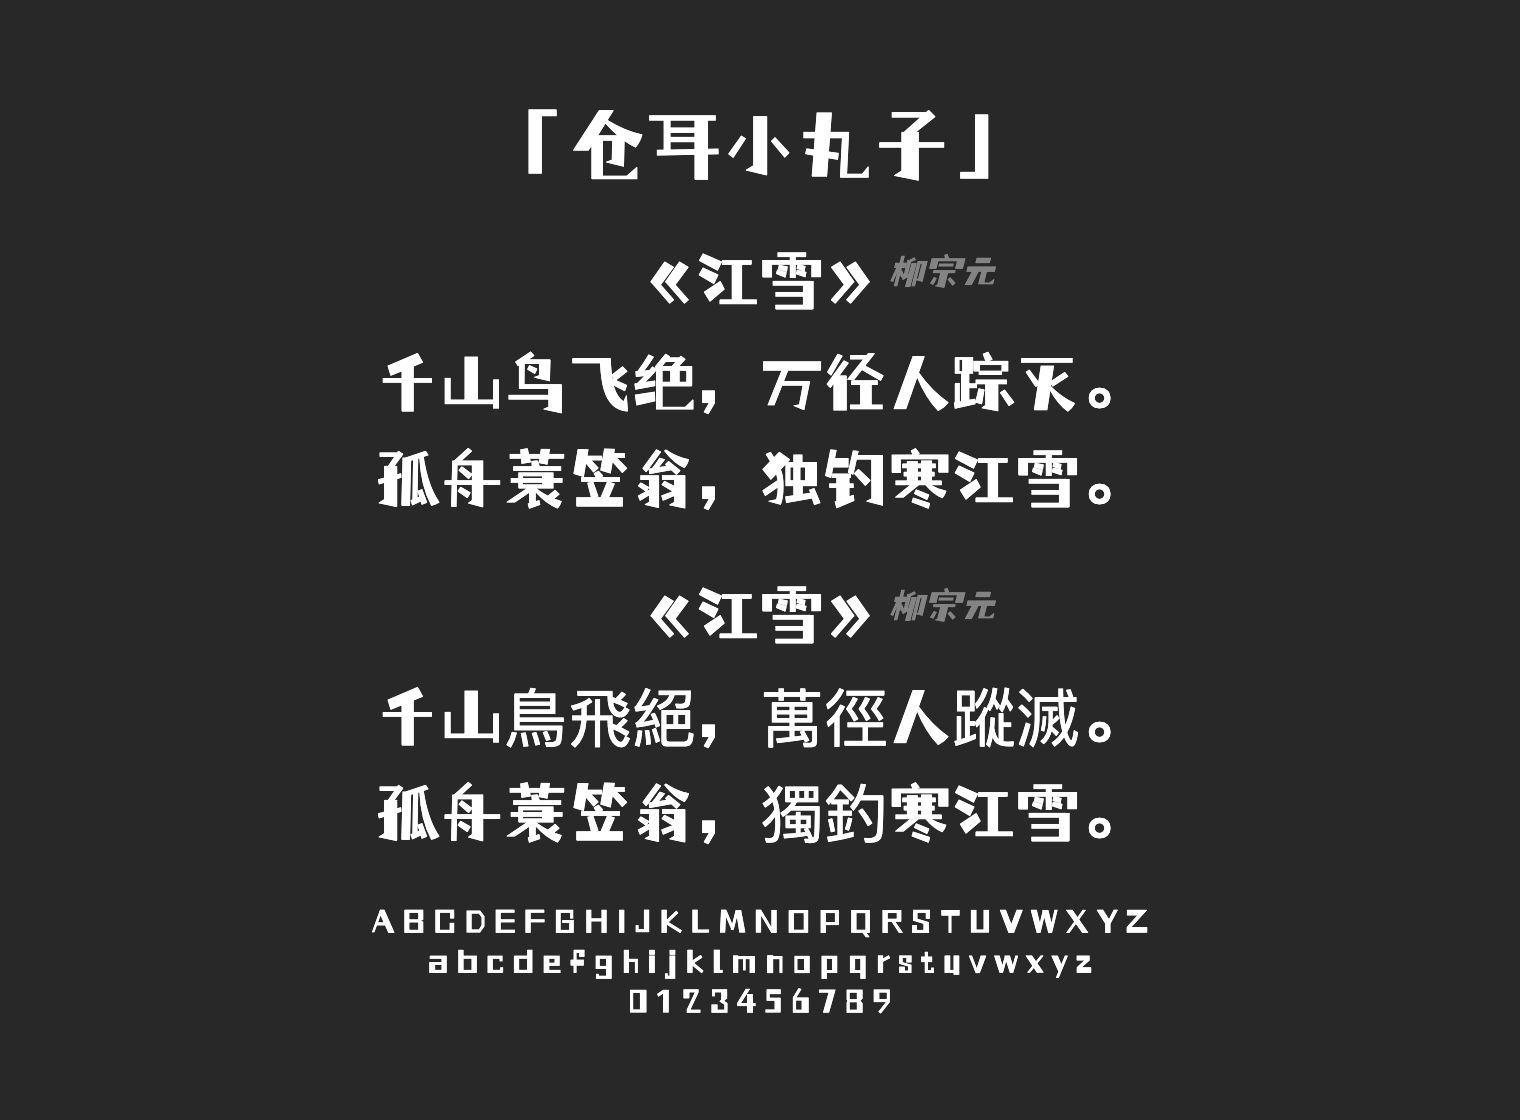 「仓耳小丸子」
《江雪》 柳宗元
千山鸟飞绝，万径人踪灭。
孤舟蓑笠翁，独钓寒江雪。
《江雪》 柳宗元
千山鳥飛絕，萬徑人蹤滅。
孤舟蓑笠翁，獨釣寒江雪。
ABCDEFGHIJKLMNOPQRSTUVWXYZ
abcdefghijklmnopqrstuvwxyz
0123456789